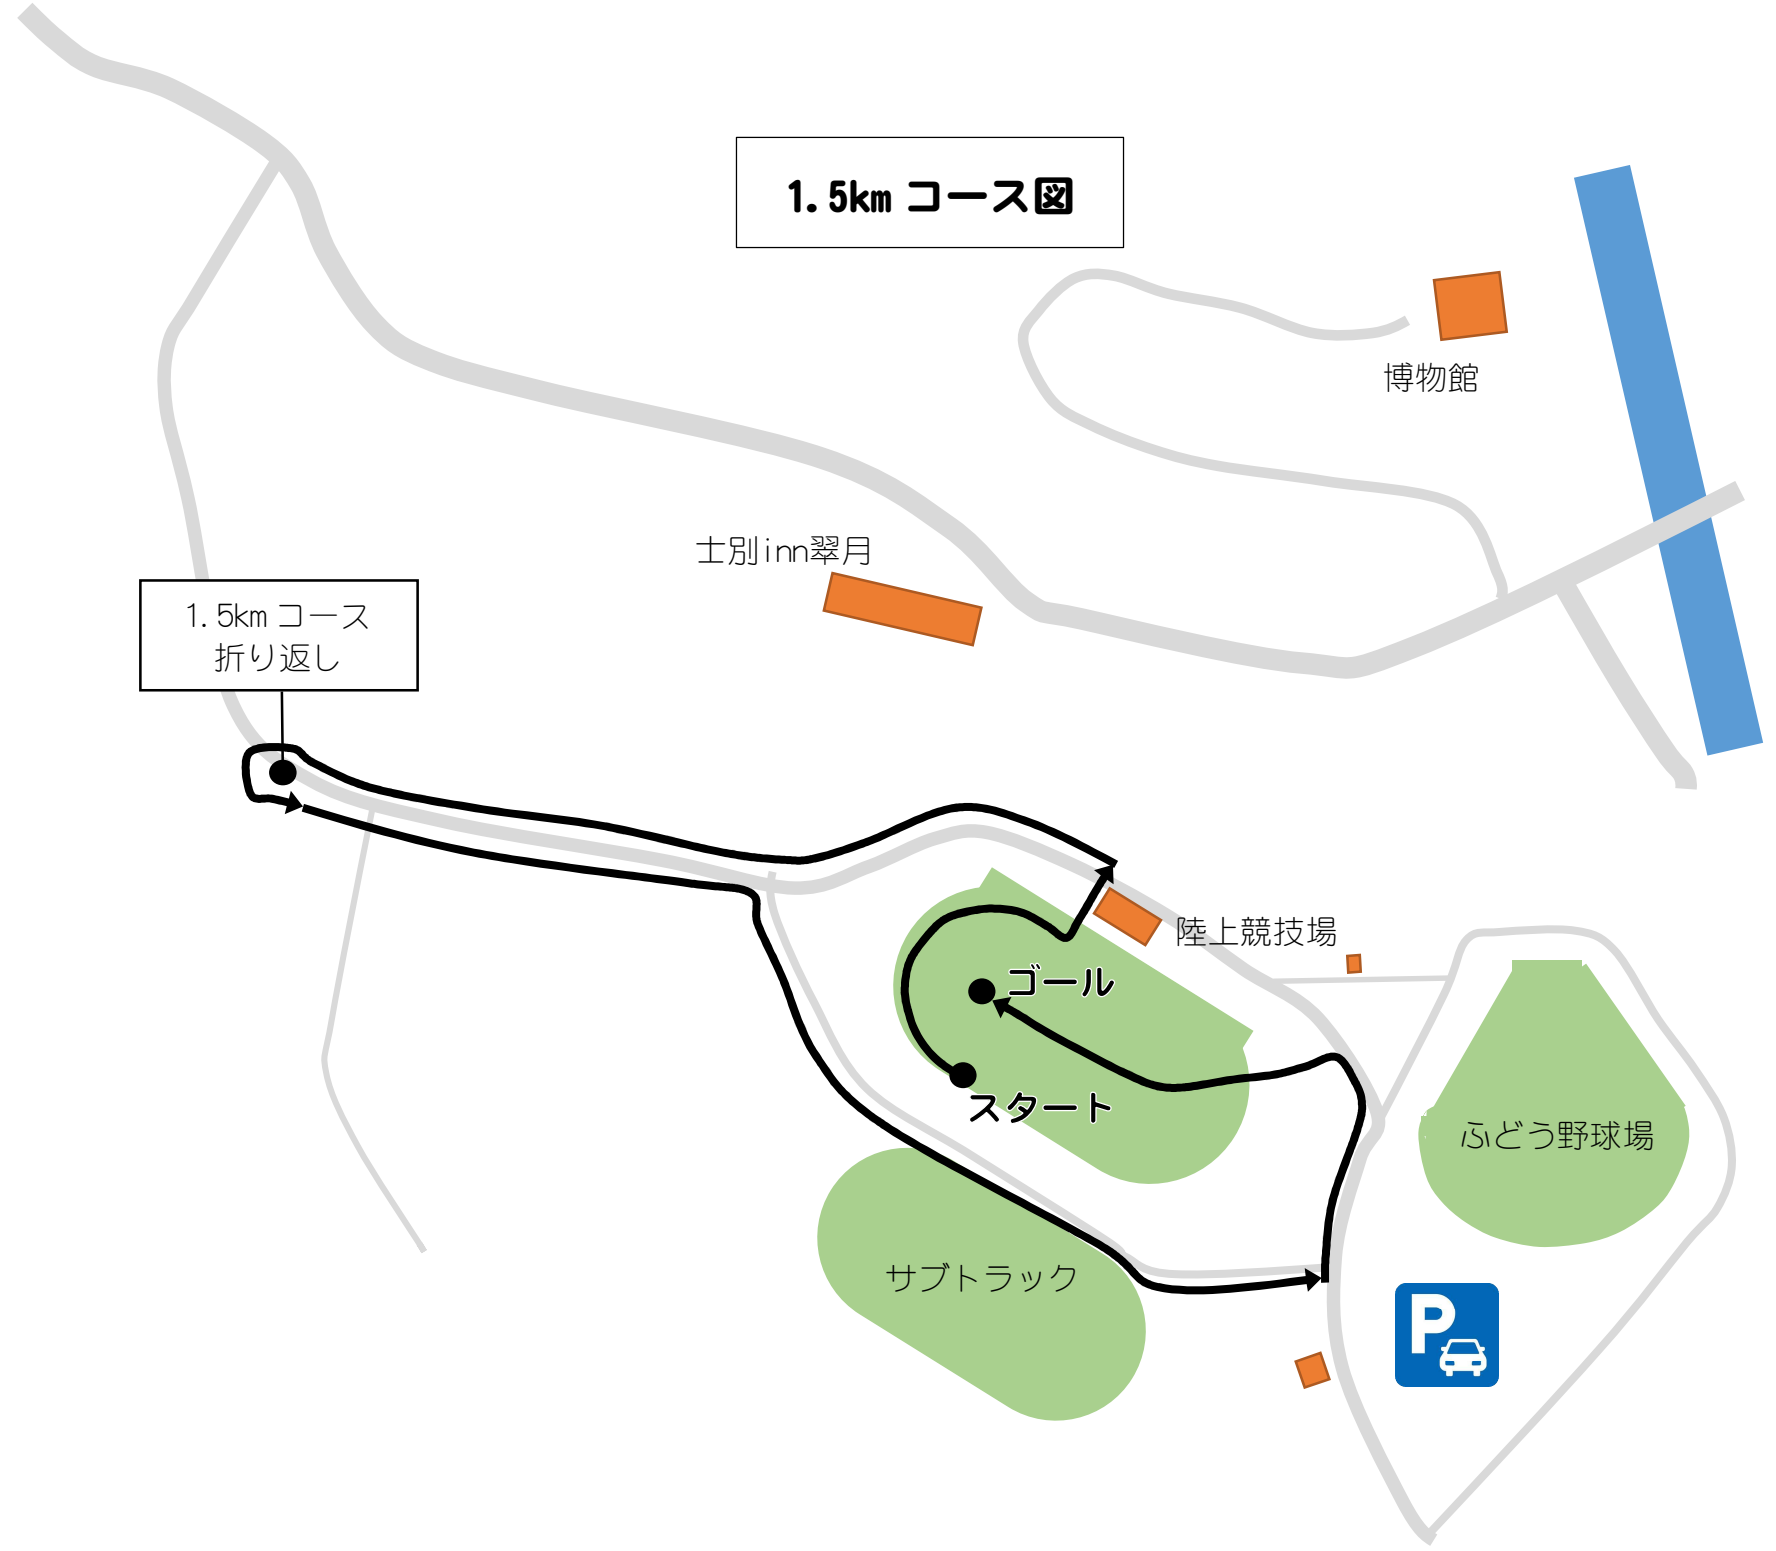 1.5km コース図
博物館
士別inn翠月
1.5km コース
折り返し
陸上競技場
ゴール
スタート
ふどう野球場
サブトラック
P